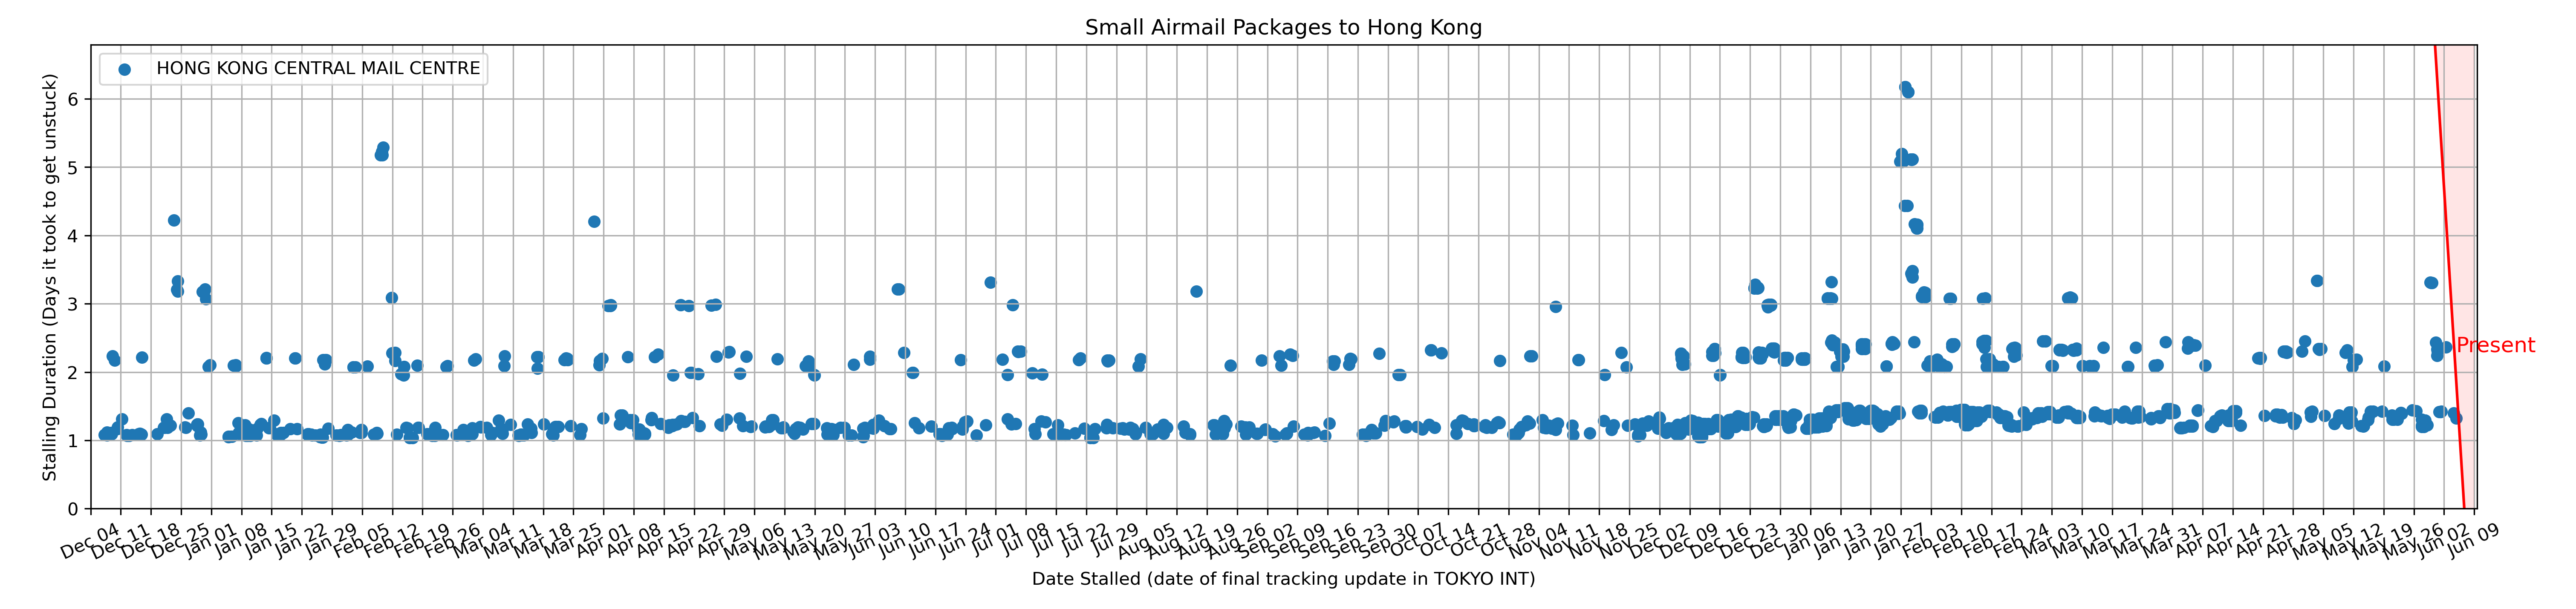 Small Airmail Packages to Hong Kong
HONG KONG CENTRAL MAIL CENTRE
Stalling Duration (Days it took to get unstuck)
6
5
4
3
2
1
0
Present
Dec 04 Dec 11 Dec 18 Dec 25 Jan 01 Jan 08 Jan 15 Jan 22 Jan 29 Feb 05 Feb 12 Feb 19 Feb 26 Mar 04 Mar 11 Mar 18 Mar 25 Apr 01 Apr 08 Apr 15 Apr 22 Apr 29 May 06 May 13 May 20 May 27 Jun 03 Jun 10 Jun 17 Jun 24 Jul 01 Jul 08 Jul 15 Jul 22 Jul 29 Aug 05 Aug 12 Aug 19 Aug 26 Sep 02 Sep 09 Sep 16 Sep 23 Sep 30 Oct 07 Oct 14 Oct 21 Oct 28 Nov 04 Nov 11 Nov 18 Nov 25 Dec 02 Dec 09 Dec 16 Dec 23 Dec 30 Jan 06 Jan 13 Jan 20 Jan 27 Feb 03 Feb 10 Feb 17 Feb 24 Mar 03 Mar 10 Mar 17 Mar 24 Mar 31 Apr 07 Apr 14 Apr 21 Apr 28 May 05 May 12 May 19 May 26 Jun 02 Jun 09
Date Stalled (date of final tracking update in TOKYO INT)